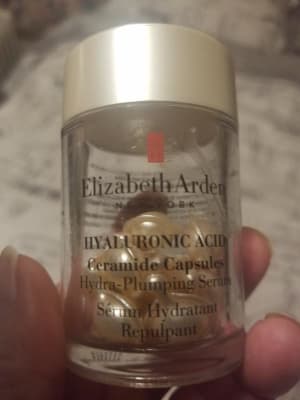 Elizabeth Arden
NEW YORK
HYALURONIC ACID
Ceramide Capsules
Hydra-Plumping Serum
Sérum Hydratant
Repulpant